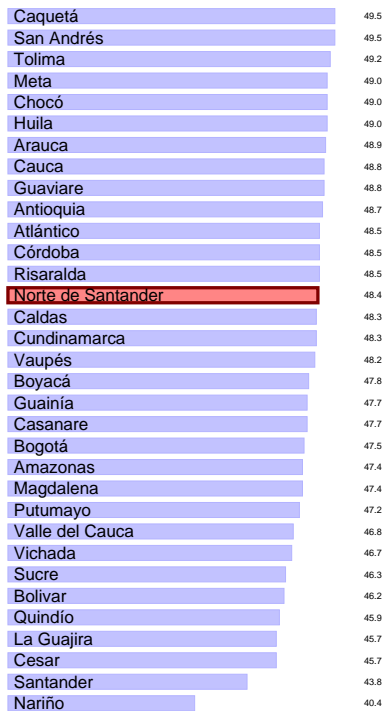 Caquetá 49.5
San Andrés 49.5
Tolima 49.2
Meta 49.0
Chocó 49.0
Huila 49.0
Arauca 48.9
Cauca 48.8
Guaviare 48.8
Antioquia 48.7
Atlántico 48.5
Córdoba 48.5
Risaralda 48.5
Norte de Santander 48.4
Caldas 48.3
Cundinamarca 48.3
Vaupés 48.2
Boyacá 47.8
Guainía 47.7
Casanare 47.7
Bogotá 47.5
Amazonas 47.4
Magdalena 47.4
Putumayo 47.2
Valle del Cauca 46.8
Vichada 46.7
Sucre 46.3
Bolivar 46.2
Quindío 45.9
La Guajira 45.7
Cesar 45.7
Santander 43.8
Nariño 40.4